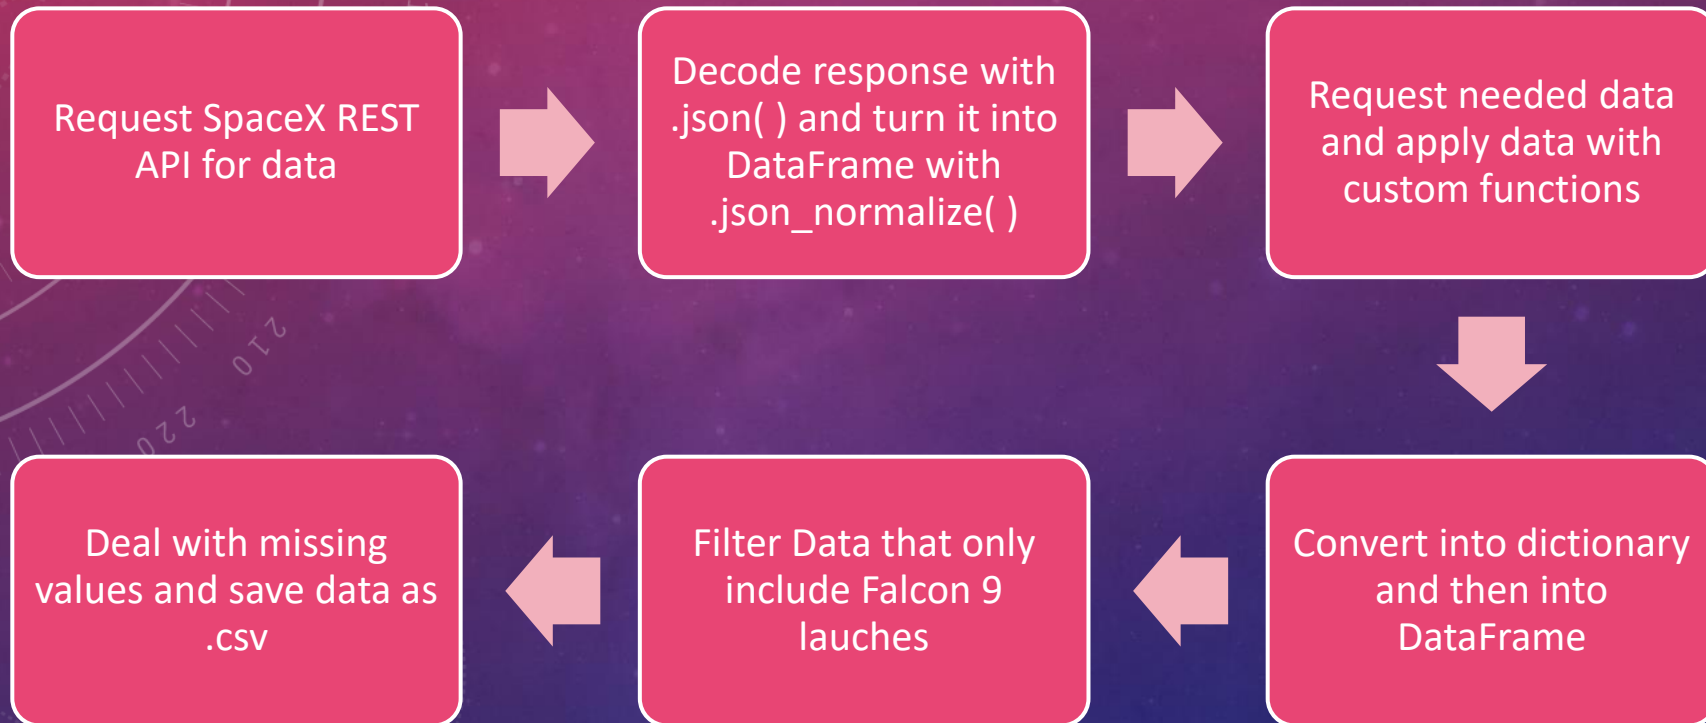 Request SpaceX REST
API for data
Decode response with
.json( ) and turn it into
DataFrame with
.json_normalize( )
Request needed data
and apply data with
custom functions
Convert into dictionary
and then into
DataFrame
Filter Data that only
include Falcon 9
lauches
Deal with missing
values and save data as
.csv
210
220